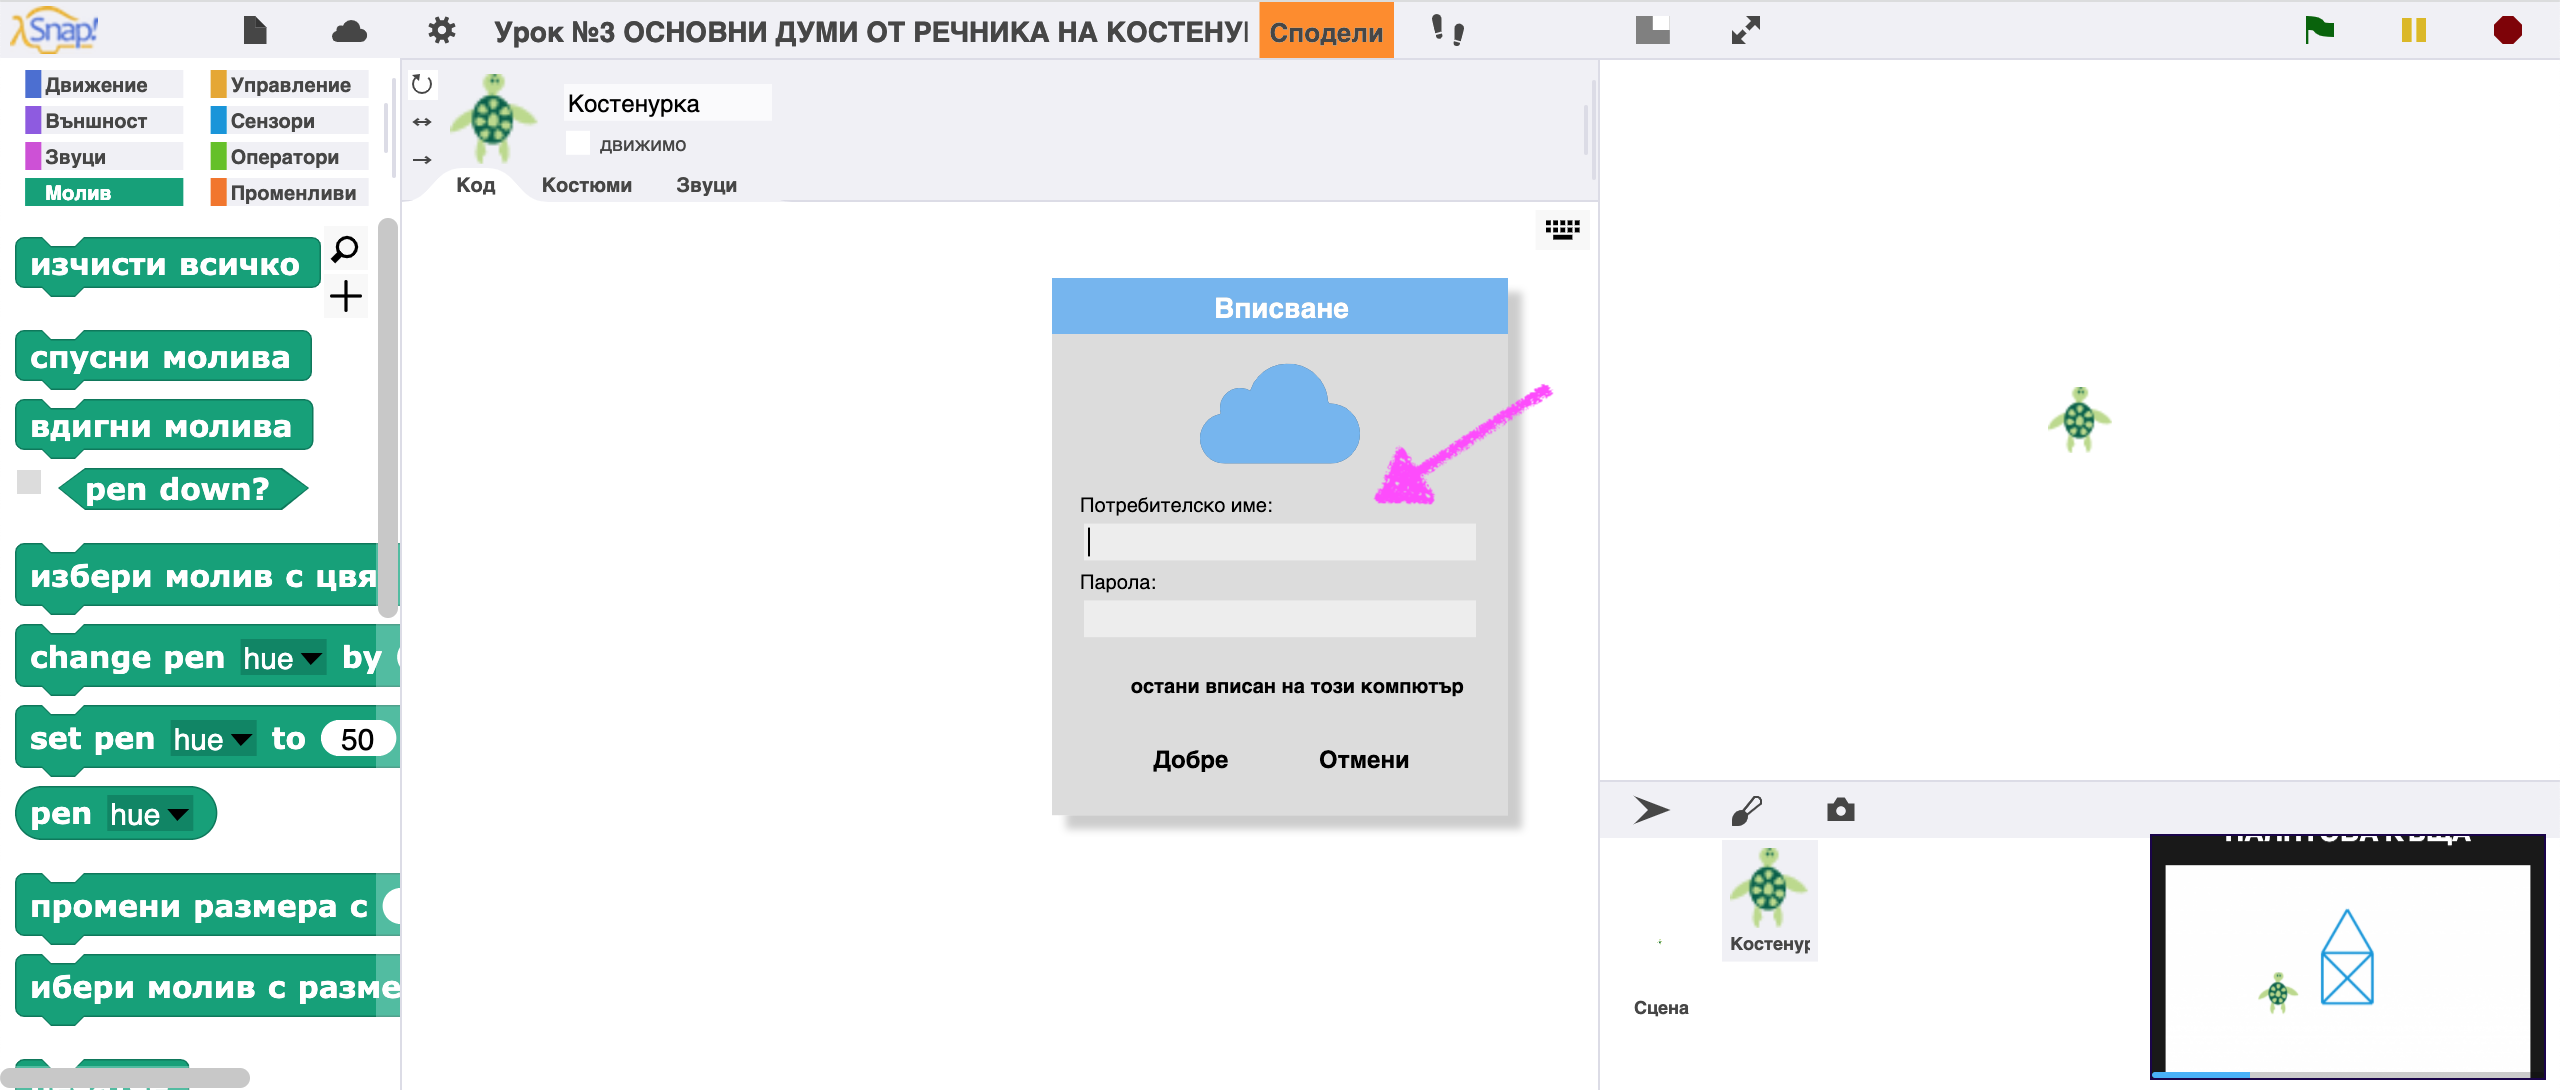 Snap!
Урок №3 ОСНОВНИ ДУМИ ОТ РЕЧНИКА НА КОСТЕНУ
Сподели
Движение
Управление
Външност
Сензори
Звуци
Оператори
Молив
Променливи
изчисти всичко
спусни молива
вдигни молива
pen down?
избери молив с цвя
change pen hue by
set pen hue to 50
pen hue
промени размера с
ибери молив с разме
Костенурка
движимо
Код
Костюми
Звуци
Вписване
Потребителско име:
Парола:
остани вписан на този компютър
Добре
Отмени
Костенур
Сцена